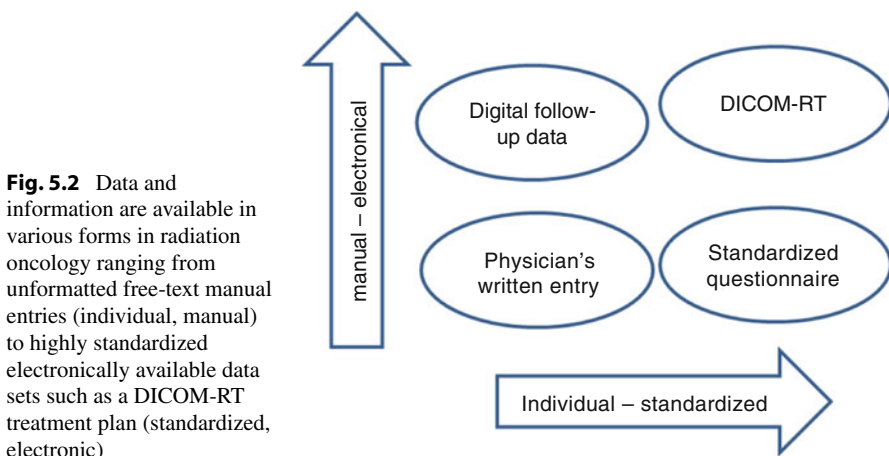 Fig. 5.2 Data and
information are available in
various forms in radiation
oncology ranging from
unformatted free-text manual
entries (individual, manual)
to highly standardized
electronically available data
sets such as a DICOM-RT
treatment plan (standardized,
electronic)
manual – electronical
Digital follow-
up data
DICOM-RT
Physician's
written entry
Standardized
questionnaire
Individual – standardized